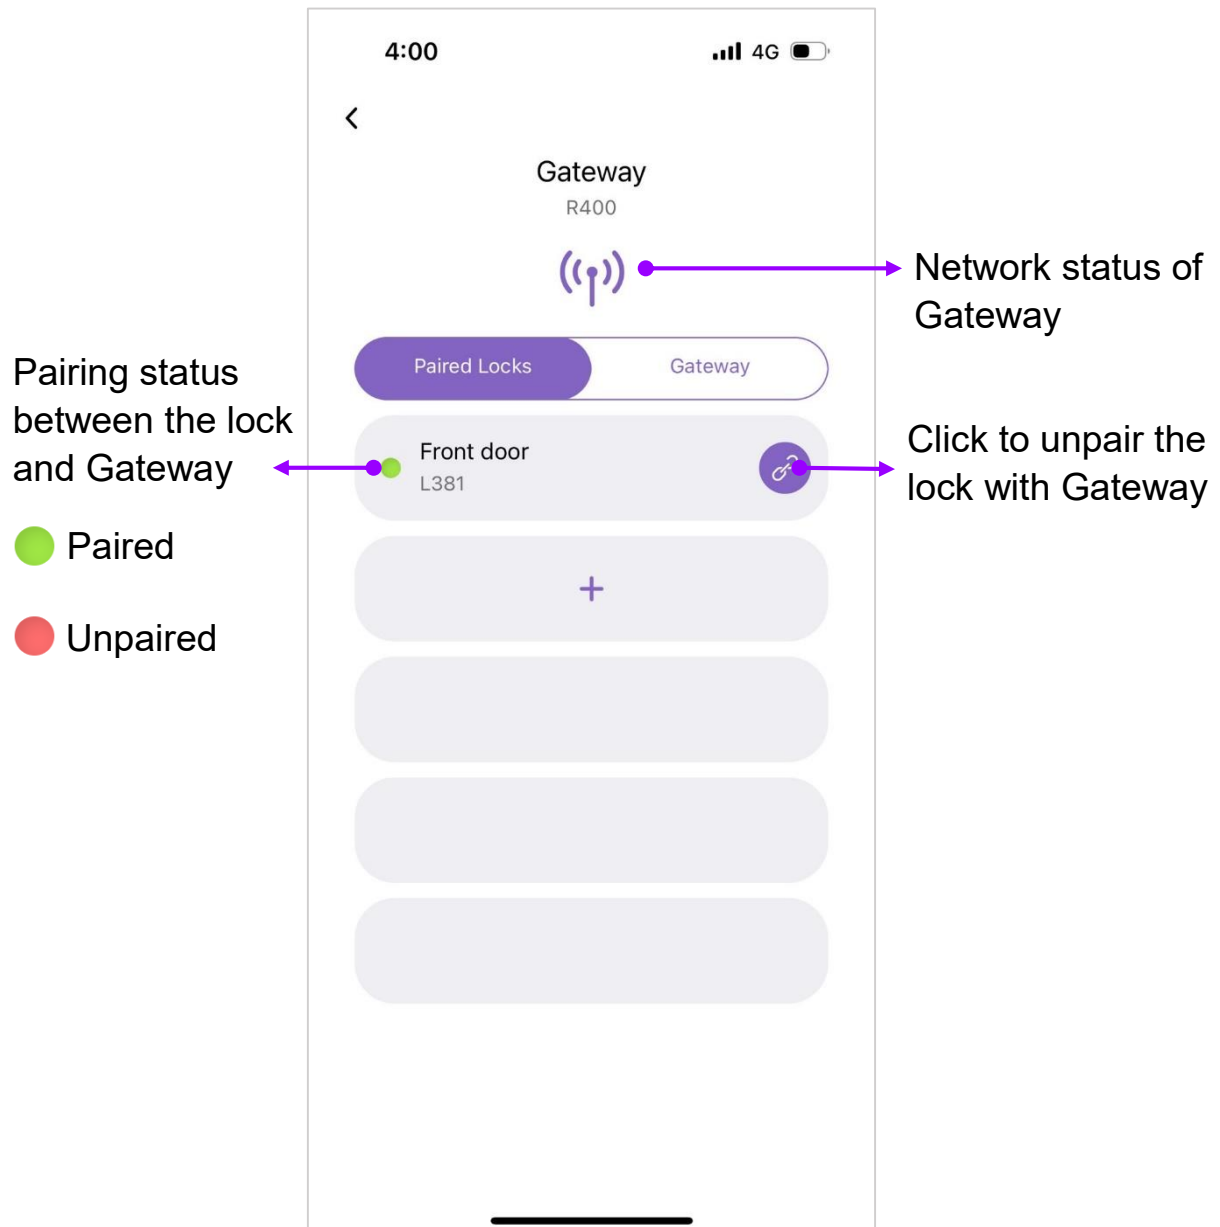 4:00
4G
Gateway
R400
Network status of
Gateway
Paired Locks
Gateway
Pairing status
between the lock
and Gateway
Front door
L381
Click to unpair the
lock with Gateway
Paired
+
Unpaired